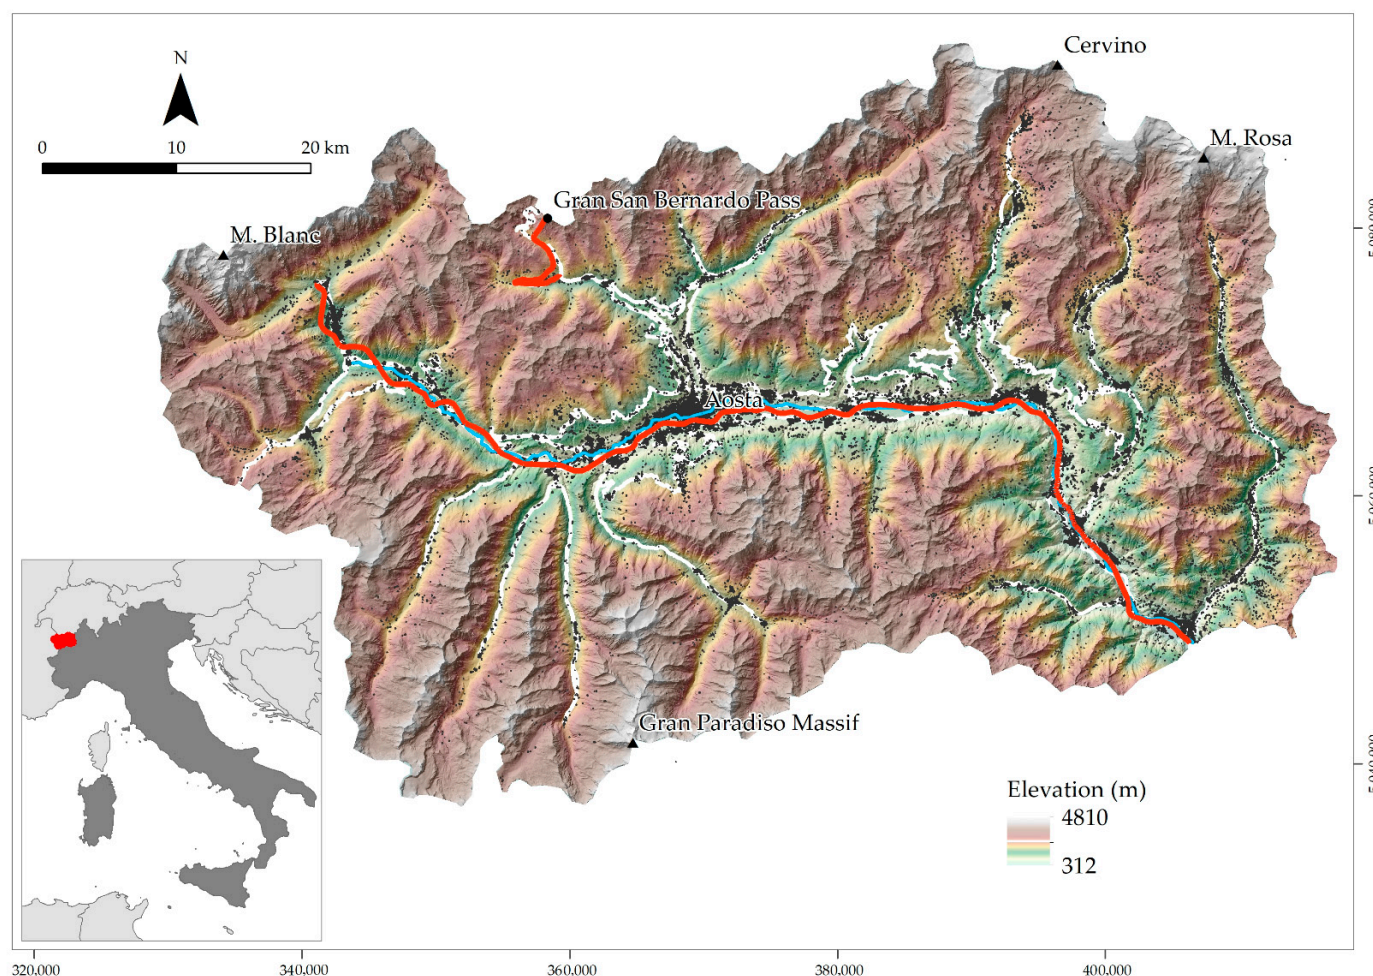 Cervino
N
0 10 20 km
M. Rosa
Gran San Bernardo Pass
M. Blanc
Aosta
Gran Paradiso Massif
Elevation (m)
4810
312
320.000 340.000 360.000 380.000 400.000